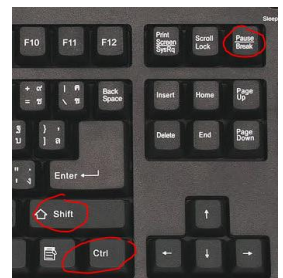 Sleep
F10 F11 F12 Print Screen SysRq Scroll Lock Pause Break
Back Space Insert Home Page Up
Enter Delete End Page Down
Shift
Ctrl